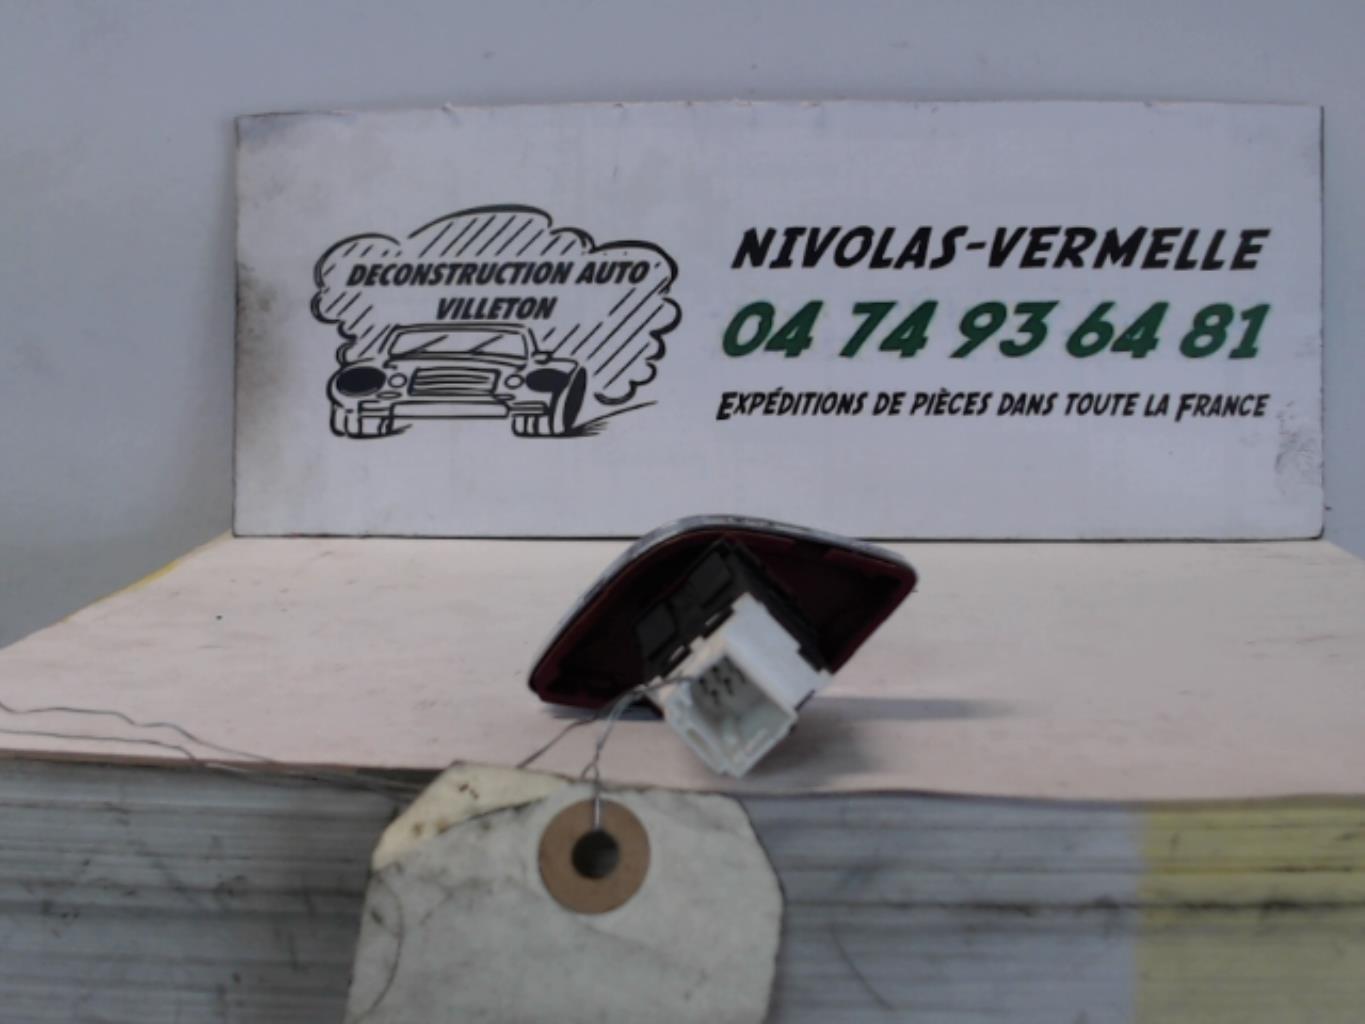 DECONSTRUCTION AUTO
VILLETON
NIVOLAS-VERMELLE
04 74 93 64 81
EXPÉDITIONS DE PIÈCES DANS TOUTE LA FRANCE